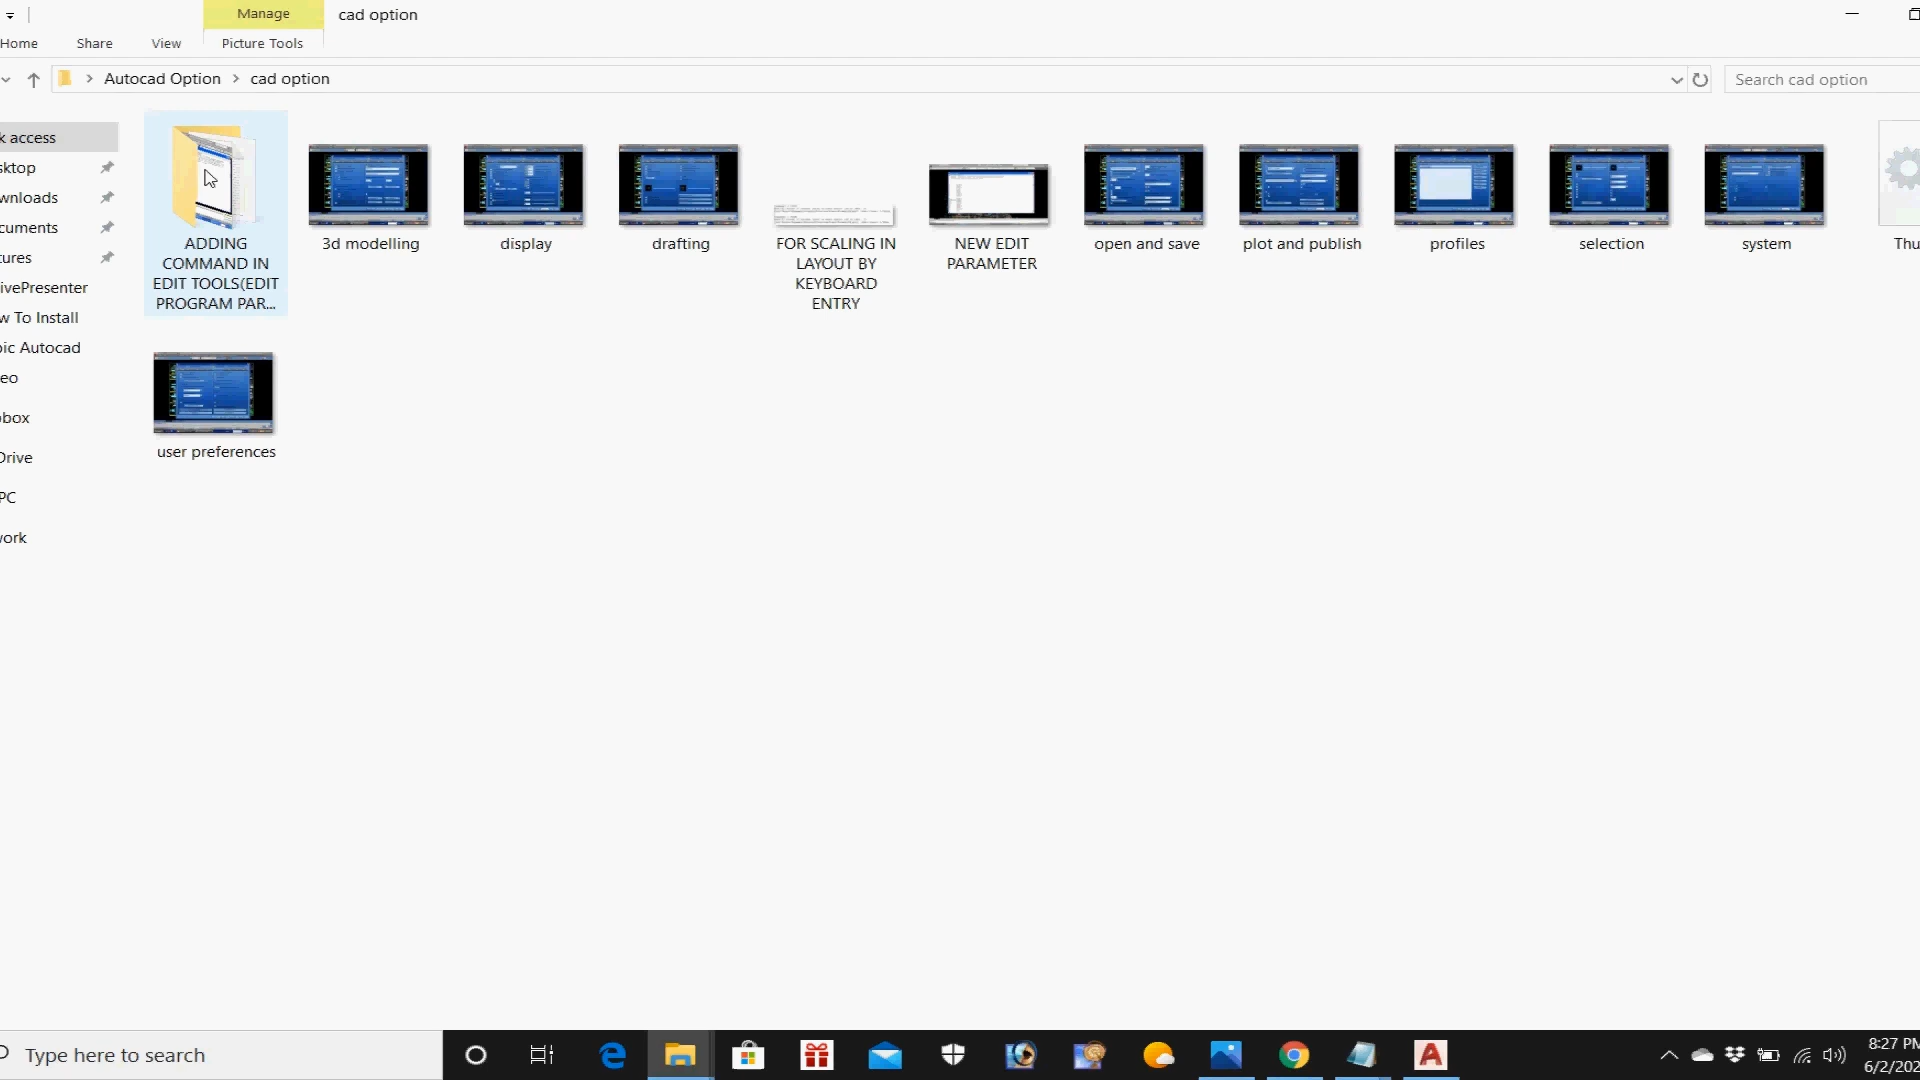 Manage
cad option
Home
Share
View
Picture Tools
Autocad Option
cad option
Search cad option
k access
sktop
wnloads
cuments
tures
ivePresenter
w To Install
pic Autocad
eo
box
Drive
PC
work
ADDING
COMMAND IN
EDIT TOOLS(EDIT
PROGRAM PAR...
3d modelling
display
drafting
FOR SCALING IN
LAYOUT BY
KEYBOARD
ENTRY
NEW EDIT
PARAMETER
open and save
plot and publish
profiles
selection
system
Thu
user preferences
Type here to search
8:27 PM
6/2/202